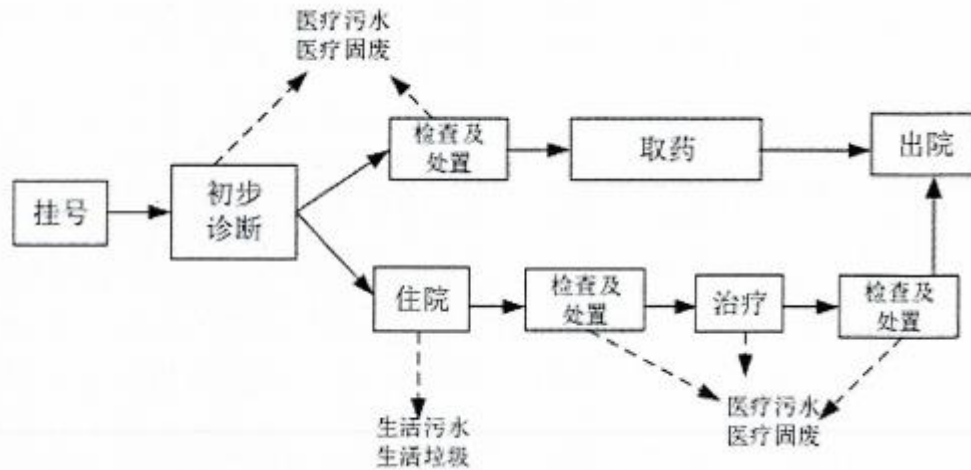 医疗污水
医疗固废
检查及
处置
取药
出院
挂号
初步
诊断
住院
检查及
处置
治疗
检查及
处置
医疗污水
医疗固废
生活污水
生活垃圾